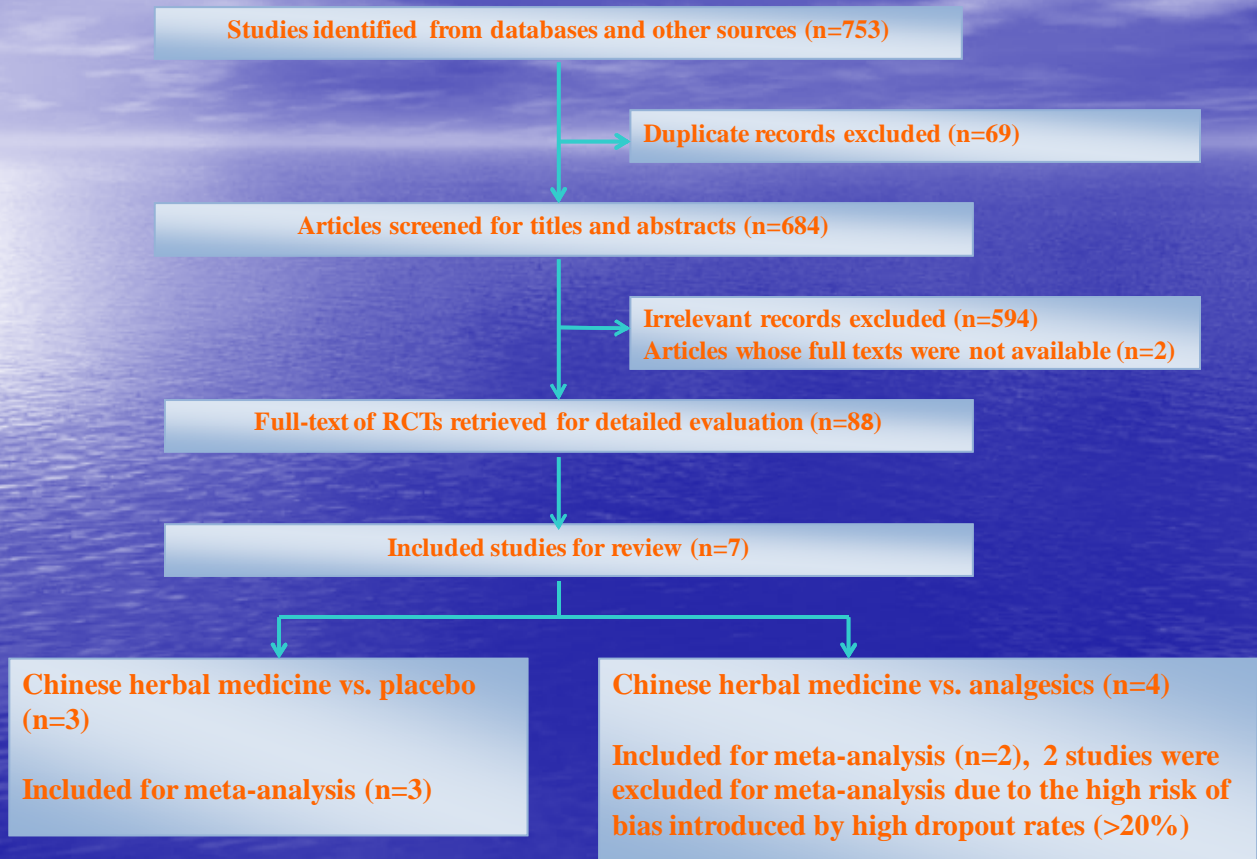 Studies identified from databases and other sources (n=753)
Duplicate records excluded (n=69)
Articles screened for titles and abstracts (n=684)
Irrelevant records excluded (n=594)
Articles whose full texts were not available (n=2)
Full-text of RCTs retrieved for detailed evaluation (n=88)
Included studies for review (n=7)
Chinese herbal medicine vs. placebo
(n=3)
Included for meta-analysis (n=3)
Chinese herbal medicine vs. analgesics (n=4)
Included for meta-analysis (n=2), 2 studies were
excluded for meta-analysis due to the high risk of
bias introduced by high dropout rates (>20%)